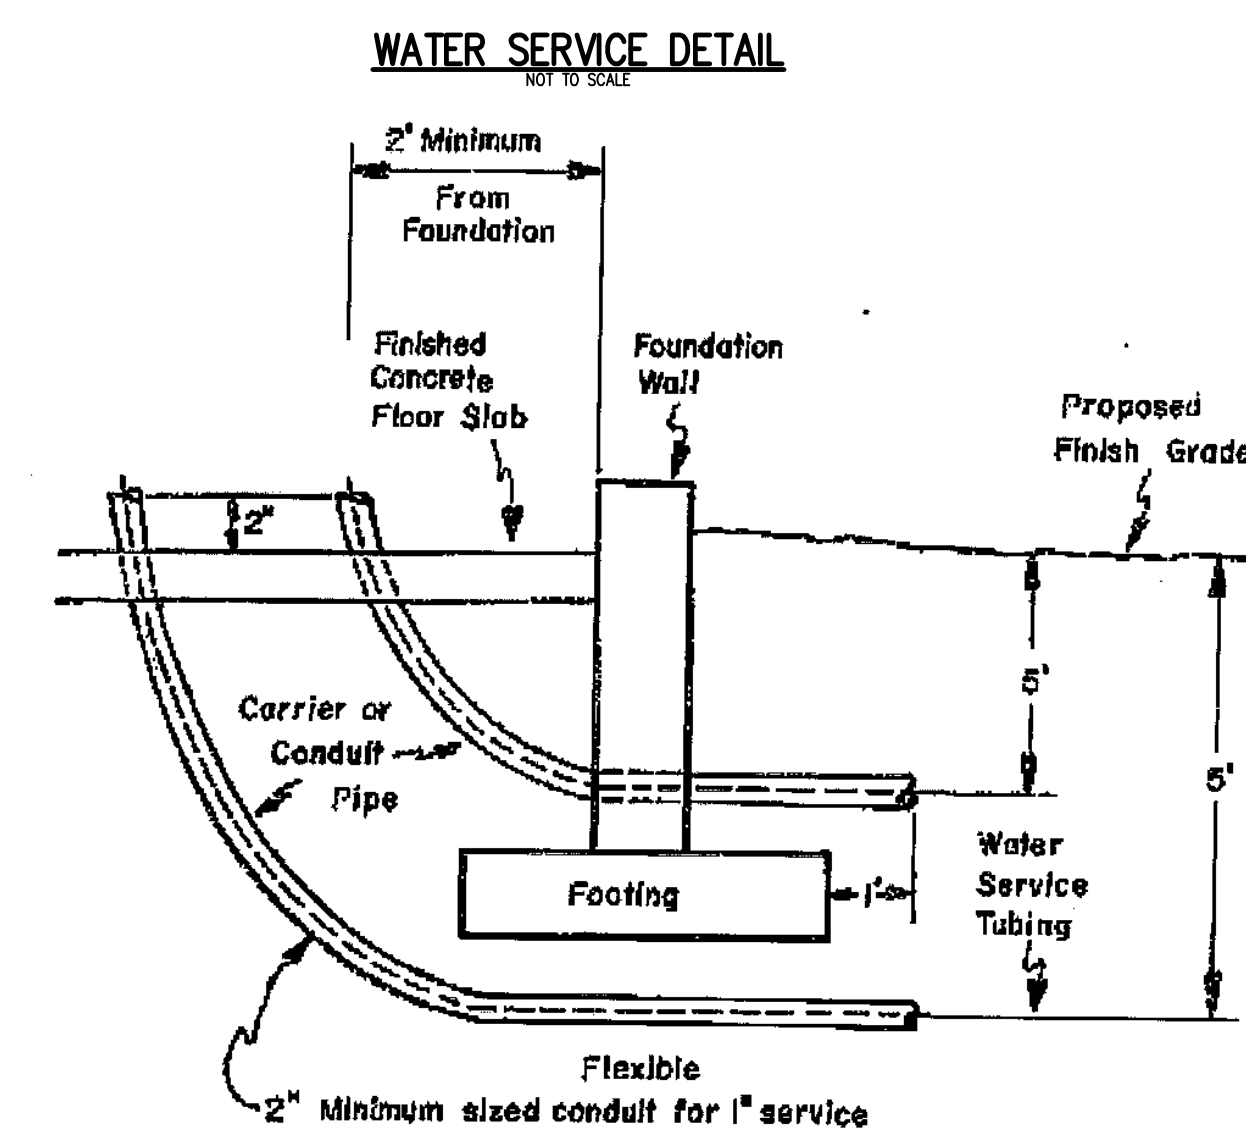 WATER SERVICE DETAIL
NOT TO SCALE
2' Minimum
From
Foundation
Finished
Concrete
Floor Slab
Foundation
Wall
Proposed
Finish Grade
2"
Carrier or
Conduit
Pipe
5'
Footing
1'
Water
Service
Tubing
Flexible
2" Minimum sized conduit for 1" service